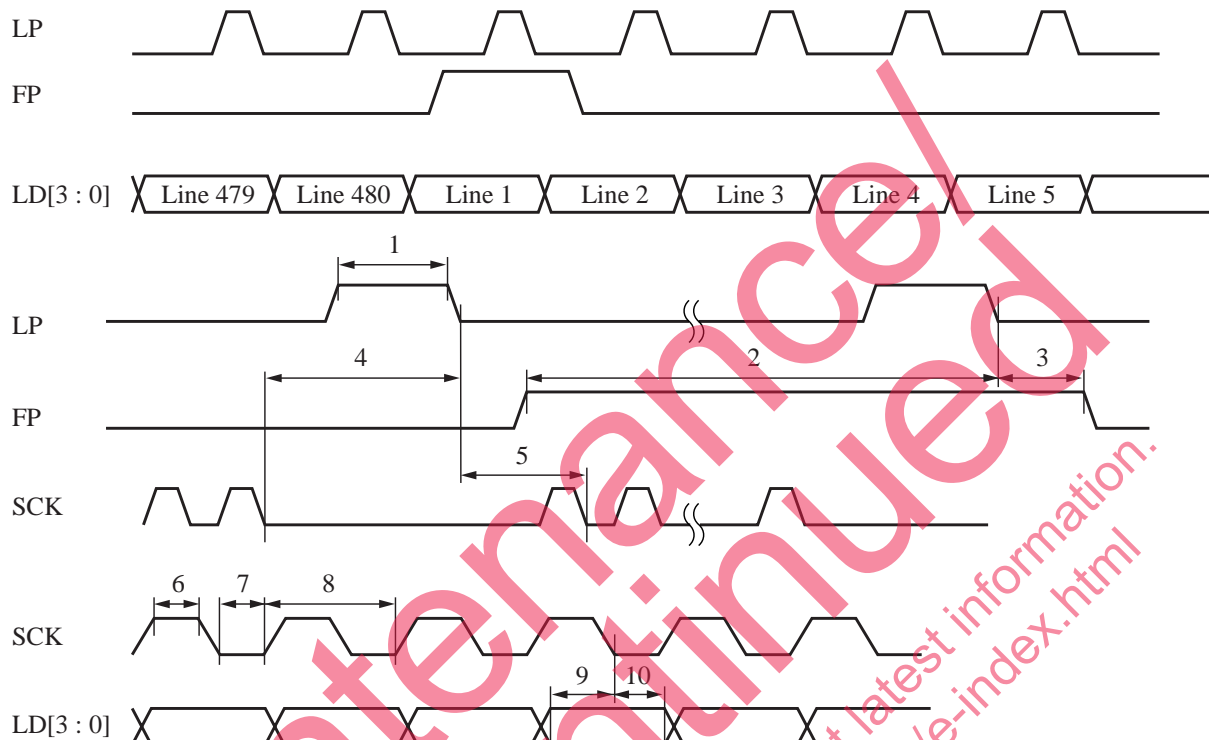 LP
FP
LD[3 : 0] Line 479 Line 480 Line 1 Line 2 Line 3 Line 4 Line 5
1
LP
4 2 3
FP
5
SCK
6 7 8
SCK
9 10
LD[3 : 0]
tenance/
tinued
t latest information.
/e-index.html